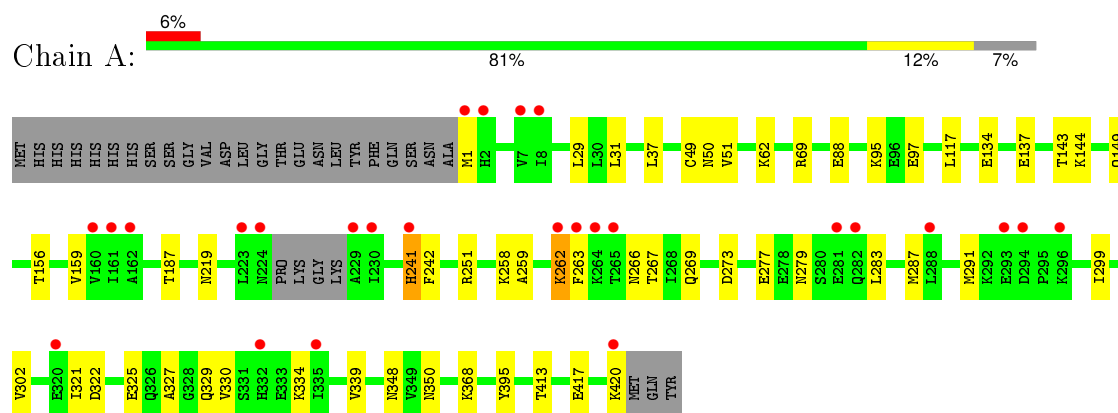 6%
Chain A:
81% 12% 7%
MET HIS HIS HIS HIS HIS HIS SER SER GLY VAL ASP LEU GLY THR GLU ASN LEU TYR PHE GLN SER ASN ALA M1 H2 V7 I8 L29 L30 L31 L37 C49 N50 V51 K62 R69 E88 K95 E96 E97 L117 E134 E137 T143 K144 Q149
T156 V159 V160 I161 A162 T187 N219 L223 N224 PRO LYS GLY LYS A229 I230 H241 F242 R251 K258 A259 K262 F263 K264 T265 N266 T267 I268 Q269 D273 E277 E278 N279 S280 E281 Q282 L283 M287 L288 M291 K292 E293 D294 P295 K296 I299
V302 E320 I321 D322 E325 Q326 A327 G328 Q329 V330 S331 H332 E333 K334 I335 V339 N348 V349 N350 K368 Y395 T413 E417 K420 MET GLN TYR